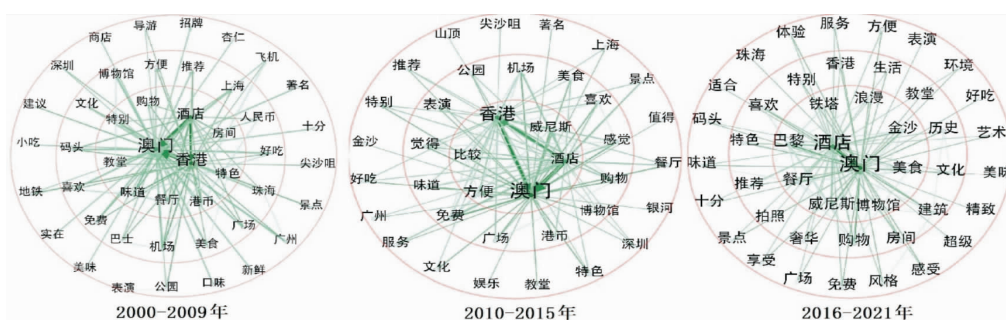 导游
招牌
杏仁
商店
方便
推荐
飞机
深圳
博物馆
上海
著名
建议
文化
购物
酒店
人民币
特别
房间
十分
小吃
码头
澳门
好吃
教堂
香港
尖沙咀
地铁
喜欢
味道
特色
珠海
餐厅
港币
景点
免费
广场
实在
巴士
机场
美食
广州
美味
新鲜
表演
公园
口味
2000-2009年
尖沙咀
著名
山顶
上海
推荐
公园
机场
美食
景点
特别
表演
喜欢
香港
值得
金沙
觉得
威尼斯
感觉
比较
酒店
餐厅
好吃
味道
方便
澳门
购物
广州
免费
博物馆
银河
服务
广场
港币
深圳
文化
特色
娱乐
教堂
2010-2015年
体验
服务
方便
表演
珠海
香港
生活
环境
适合
特别
铁塔
浪漫
教堂
好吃
码头
喜欢
金沙
历史
艺术
特色
巴黎
酒店
味道
澳门
美食
文化
美味
推荐
餐厅
十分
威尼斯
博物馆
建筑
精致
拍照
景点
奢华
购物
房间
超级
享受
感受
广场
免费
风格
2016-2021年